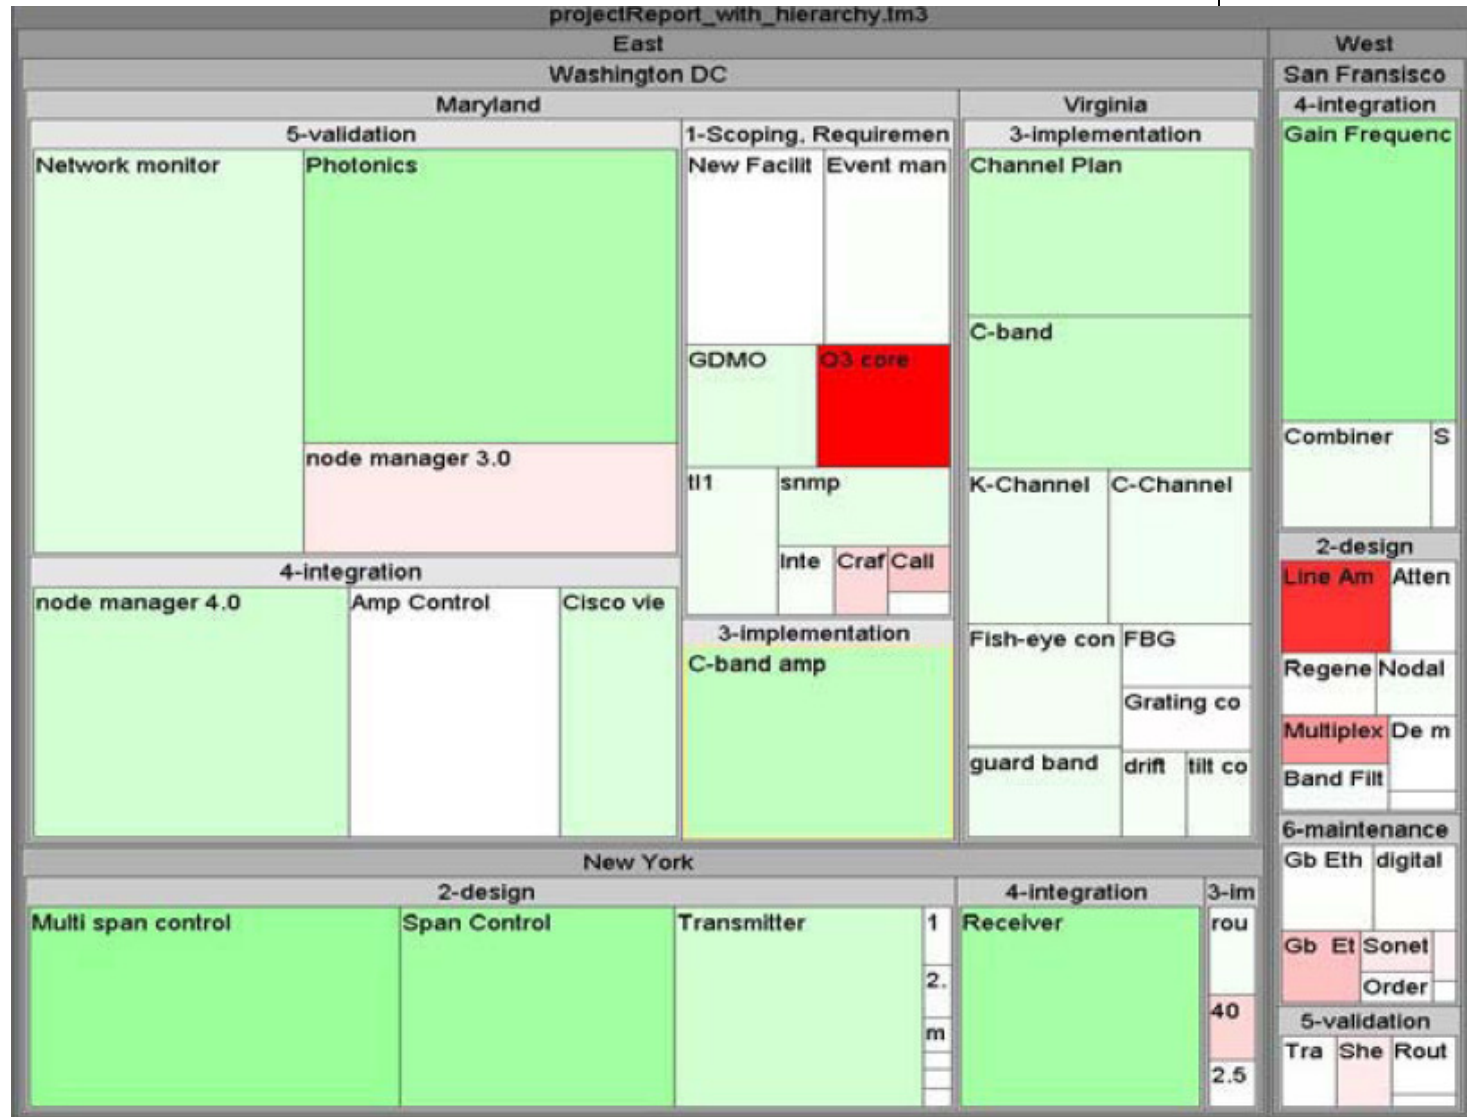 projectReport_with_hierarchy.tm3
East
West
Washington DC
San Fransisco
Maryland
Virginia
4-integration
5-validation
1-Scoping, Requiremen
3-implementation
Gain Frequenc
Network monitor
Photonics
New Facilit
Event man
Channel Plan
GDMO
O3 core
C-band
node manager 3.0
Combiner
S
tl1
snmp
K-Channel
C-Channel
Inte
Craf
Call
2-design
4-integration
Line Am
Atten
node manager 4.0
Amp Control
Cisco vie
3-implementation
Fish-eye con
FBG
C-band amp
Regene
Nodal
Grating co
Multiplex
De m
guard band
drift
tilt co
Band Filt
6-maintenance
New York
Gb Eth
digital
2-design
4-integration
3-im
Multi span control
Span Control
Transmitter
1
Receiver
rou
Gb Et
Sonet
2.
Order
40
m
5-validation
Tra
She
Rout
2.5